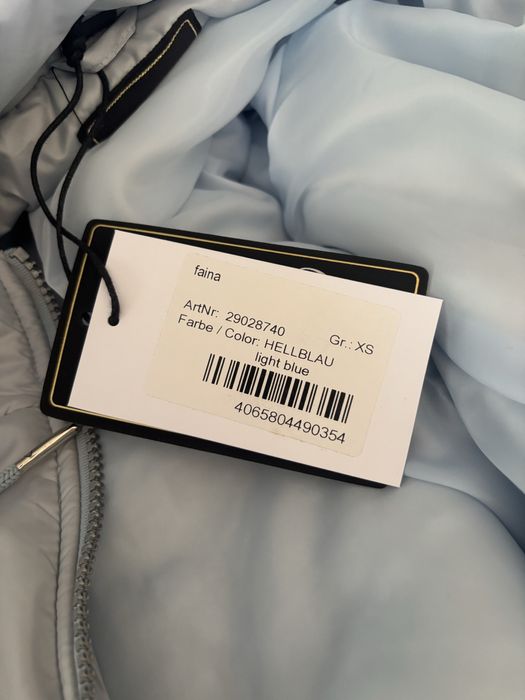 faina
ArtNr: 29028740 Gr.: XS
Farbe / Color: HELLBLAU
light blue
4065804490354